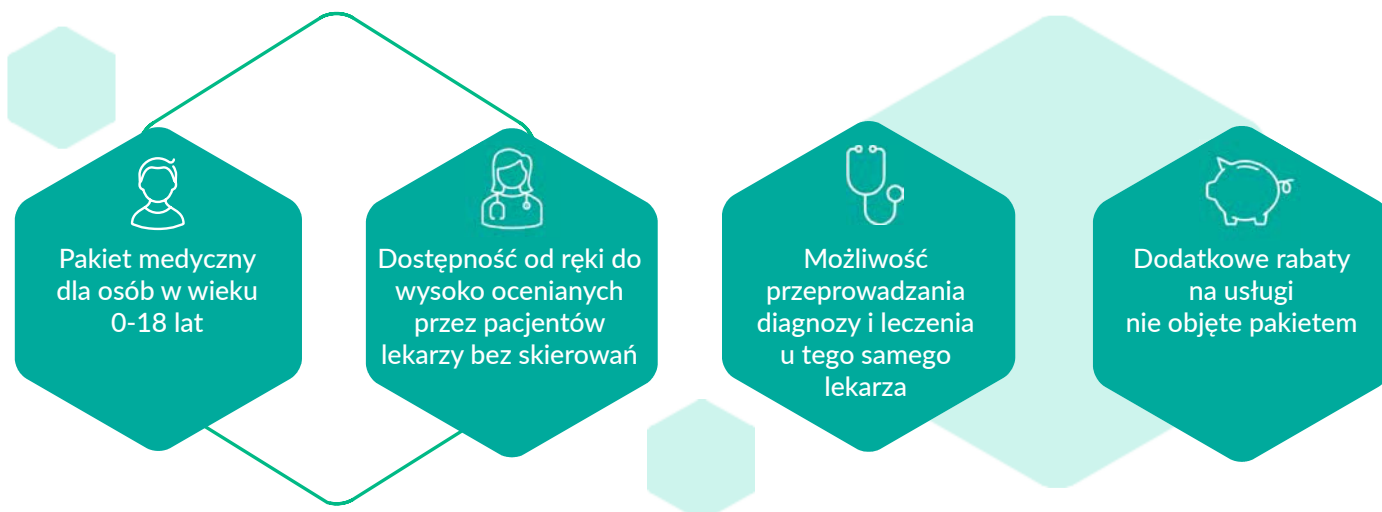 Pakiet medyczny
dla osób w wieku
0-18 lat
Dostępność od ręki do
wysoko ocenianych
przez pacjentów
lekarzy bez skierowań
Możliwość
przeprowadzania
diagnozy i leczenia
u tego samego
lekarza
Dodatkowe rabaty
na usługi
nie objęte pakietem